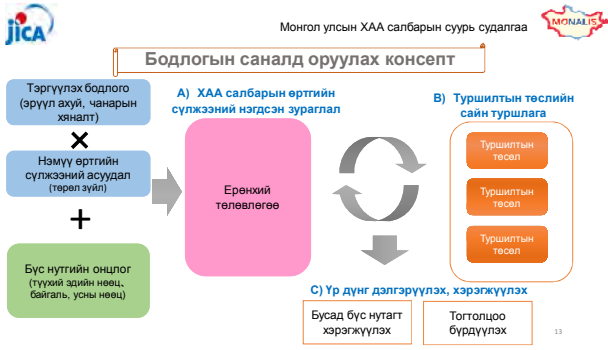 jICA
Монгол улсын ХАА салбарын суурь судалгаа
MONALIS
Бодлогын саналд оруулах консепт
Тэргүүлэх бодлого
(эрүүл ахуй, чанарын
хяналт)
×
Нэмүү өртгийн
сүлжээний асуудал
(төрөл зүйл)
+
Бүс нутгийн онцлог
(түүхий эдийн нөөц、
байгаль, усны нөөц)
A) ХАА салбарын өртгийн
сүлжээний нэгдсэн зураглал
Ерөнхий
төлөвлөгөө
B) Туршилтын төслийн
сайн туршлага
Туршилтын
төсөл
Туршилтын
төсөл
Туршилтын
төсөл
C) Үр дүнг дэлгэрүүлэх, хэрэгжүүлэх
Бусад бүс нутагт
хэрэгжүүлэх
Тогтолцоо
бүрдүүлэх
13